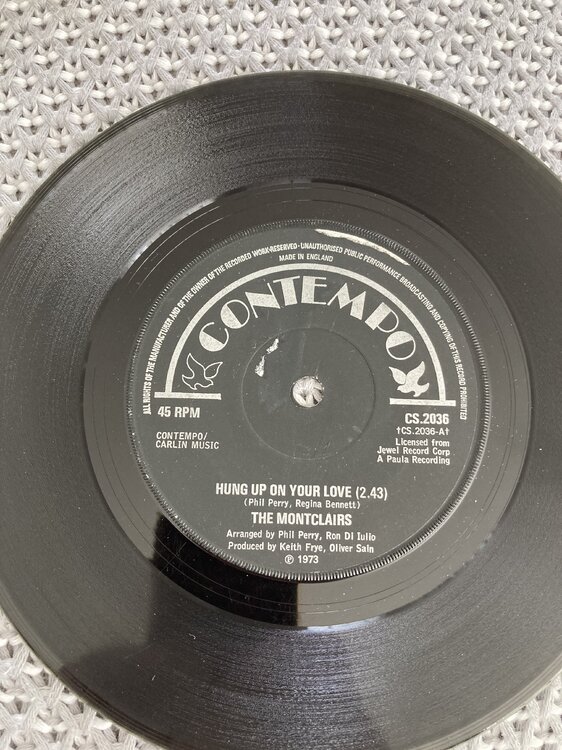 ALL RIGHTS OF THE MANUFACTURER AND OF THE OWNER OF THE RECORDED WORK RESERVED · UNAUTHORISED PUBLIC PERFORMANCE BROADCASTING AND COPYING OF THIS RECORD PROHIBITED
MADE IN ENGLAND
CONTEMPO
45 RPM
CS.2036
†CS.2036-A†
CONTEMPO/
CARLIN MUSIC
Licensed from
Jewel Record Corp
A Paula Recording
HUNG UP ON YOUR LOVE (2.43)
(Phil Perry, Regina Bennett)
THE MONTCLAIRS
Arranged by Phil Perry, Ron Di Iullo
Produced by Keith Frye, Oliver Sain
℗ 1973